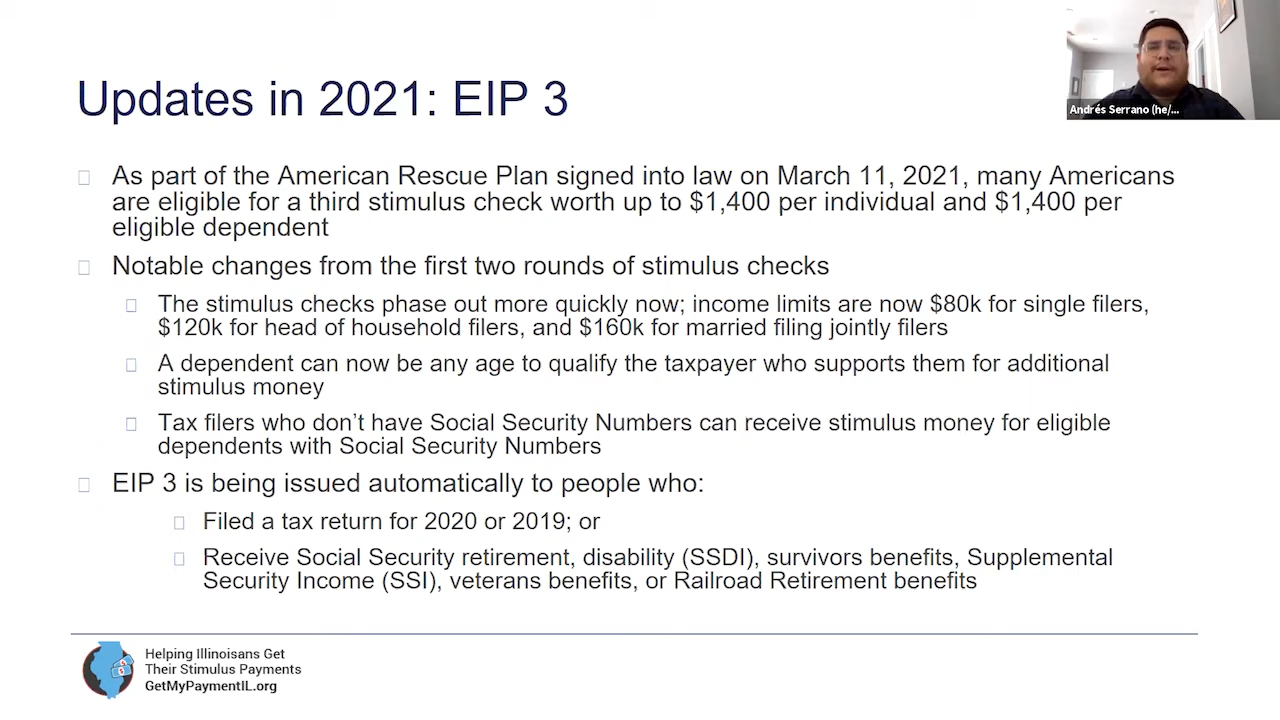 Updates in 2021: EIP 3
Andrés Serrano (he/...
As part of the American Rescue Plan signed into law on March 11, 2021, many Americans
are eligible for a third stimulus check worth up to $1,400 per individual and $1,400 per
eligible dependent
Notable changes from the first two rounds of stimulus checks
The stimulus checks phase out more quickly now; income limits are now $80k for single filers,
$120k for head of household filers, and $160k for married filing jointly filers
A dependent can now be any age to qualify the taxpayer who supports them for additional
stimulus money
Tax filers who don’t have Social Security Numbers can receive stimulus money for eligible
dependents with Social Security Numbers
EIP 3 is being issued automatically to people who:
Filed a tax return for 2020 or 2019; or
Receive Social Security retirement, disability (SSDI), survivors benefits, Supplemental
Security Income (SSI), veterans benefits, or Railroad Retirement benefits
Helping Illinoisans Get
Their Stimulus Payments
GetMyPaymentIL.org